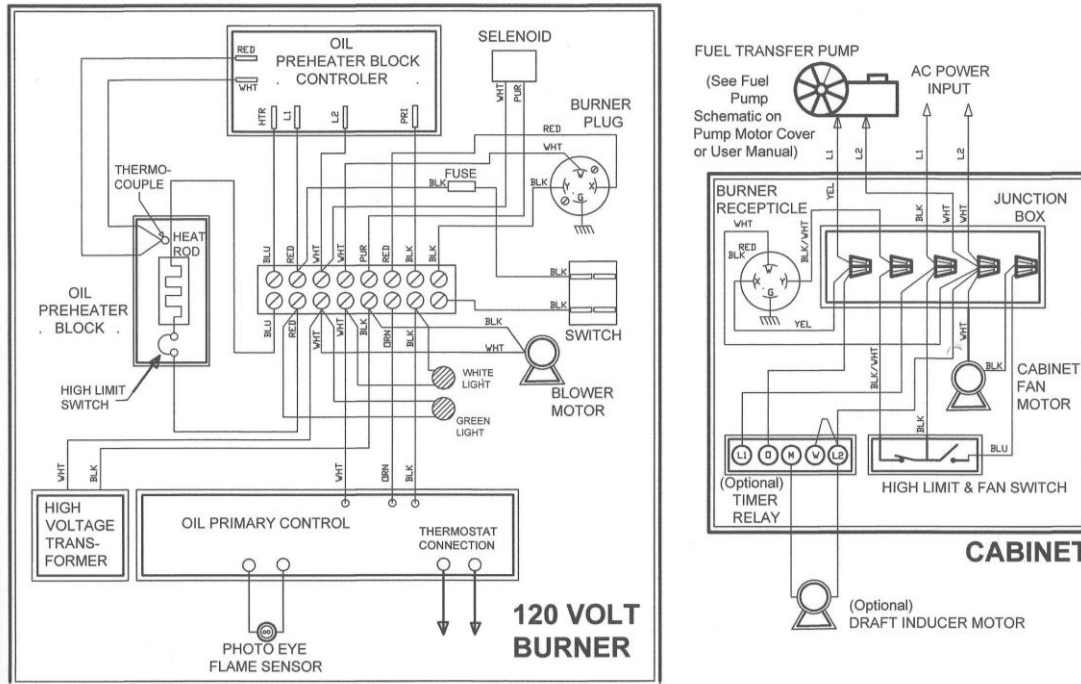 OIL
PREHEATER BLOCK
CONTROLER
RED
WHT
HTR
L1
L2
PRI
SELENOID
WHT
PUR
BURNER
PLUG
RED
WHT
BLK
FUSE
BLK
W
Y
X
G
THERMO-
COUPLE
HEAT
ROD
OIL
PREHEATER
BLOCK
HIGH LIMIT
SWITCH
BLU
RED
WHT
WHT
PUR
RED
BLK
BLK
BLU
RED
WHT
WHT
BLK
ORN
BLK
BLK
BLK
SWITCH
BLK
WHT
BLOWER
MOTOR
WHITE
LIGHT
GREEN
LIGHT
WHT
BLK
HIGH
VOLTAGE
TRANS-
FORMER
WHT
ORN
BLK
OIL PRIMARY CONTROL
THERMOSTAT
CONNECTION
PHOTO EYE
FLAME SENSOR
120 VOLT
BURNER
FUEL TRANSFER PUMP
(See Fuel
Pump
Schematic on
Pump Motor Cover
or User Manual)
AC POWER
INPUT
L1
L2
L1
L2
BURNER
RECEPTICLE
YEL
WHT
BLK
WHT
WHT
JUNCTION
BOX
WHT
RED
BLK
BLK/WHT
W
X
Y
G
YEL
BLK/WHT
WHT
BLK
CABINET
FAN
MOTOR
BLK
BLU
L1
O
M
W
L2
(Optional)
TIMER
RELAY
HIGH LIMIT & FAN SWITCH
CABINET
(Optional)
DRAFT INDUCER MOTOR